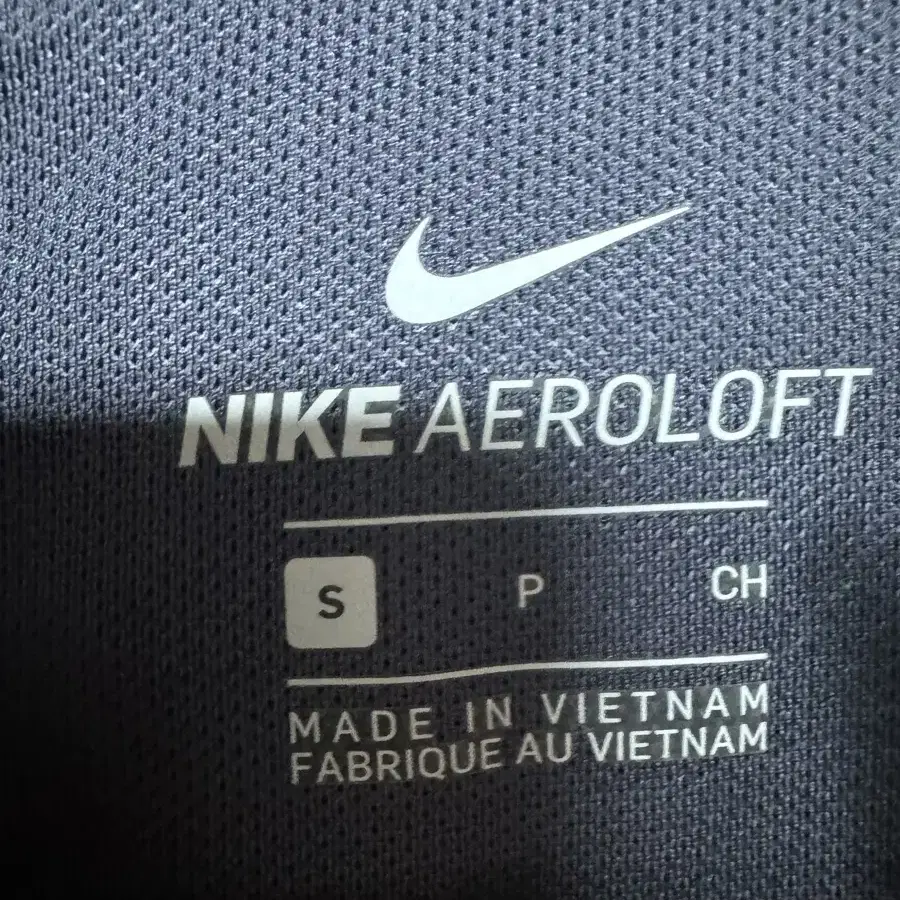 NIKE AEROLOFT
S P CH
MADE IN VIETNAM
FABRIQUE AU VIETNAM